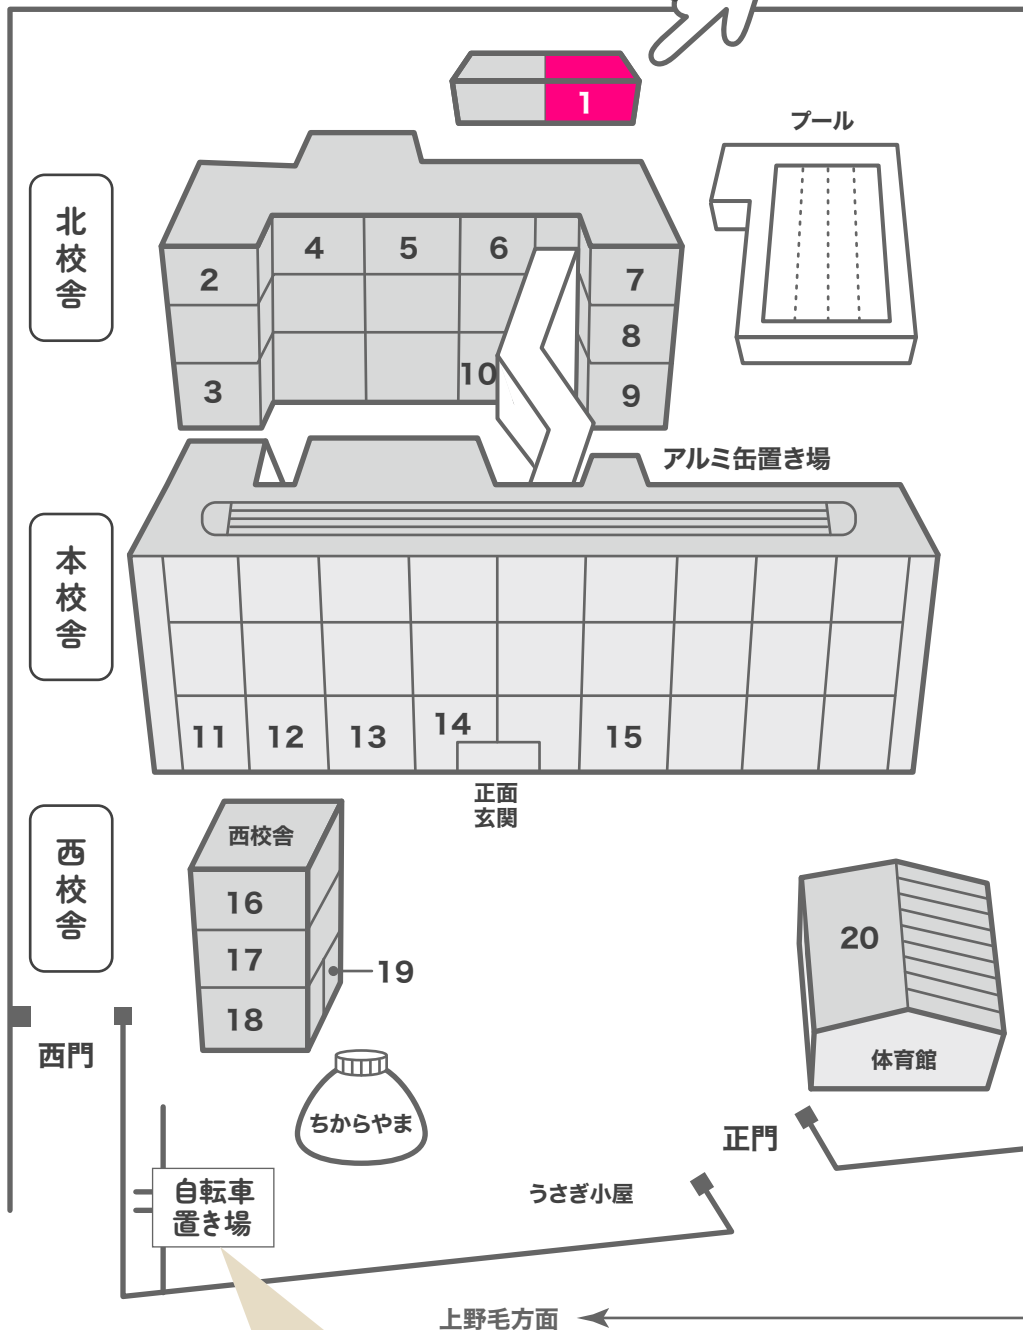 1
プール
北校舎
4
5
6
2
7
8
3
10
9
アルミ缶置き場
本校舎
11
12
13
14
15
正面
玄関
西校舎
西校舎
16
17
18
19
20
体育館
西門
ちからやま
正門
自転車
置き場
うさぎ小屋
上野毛方面